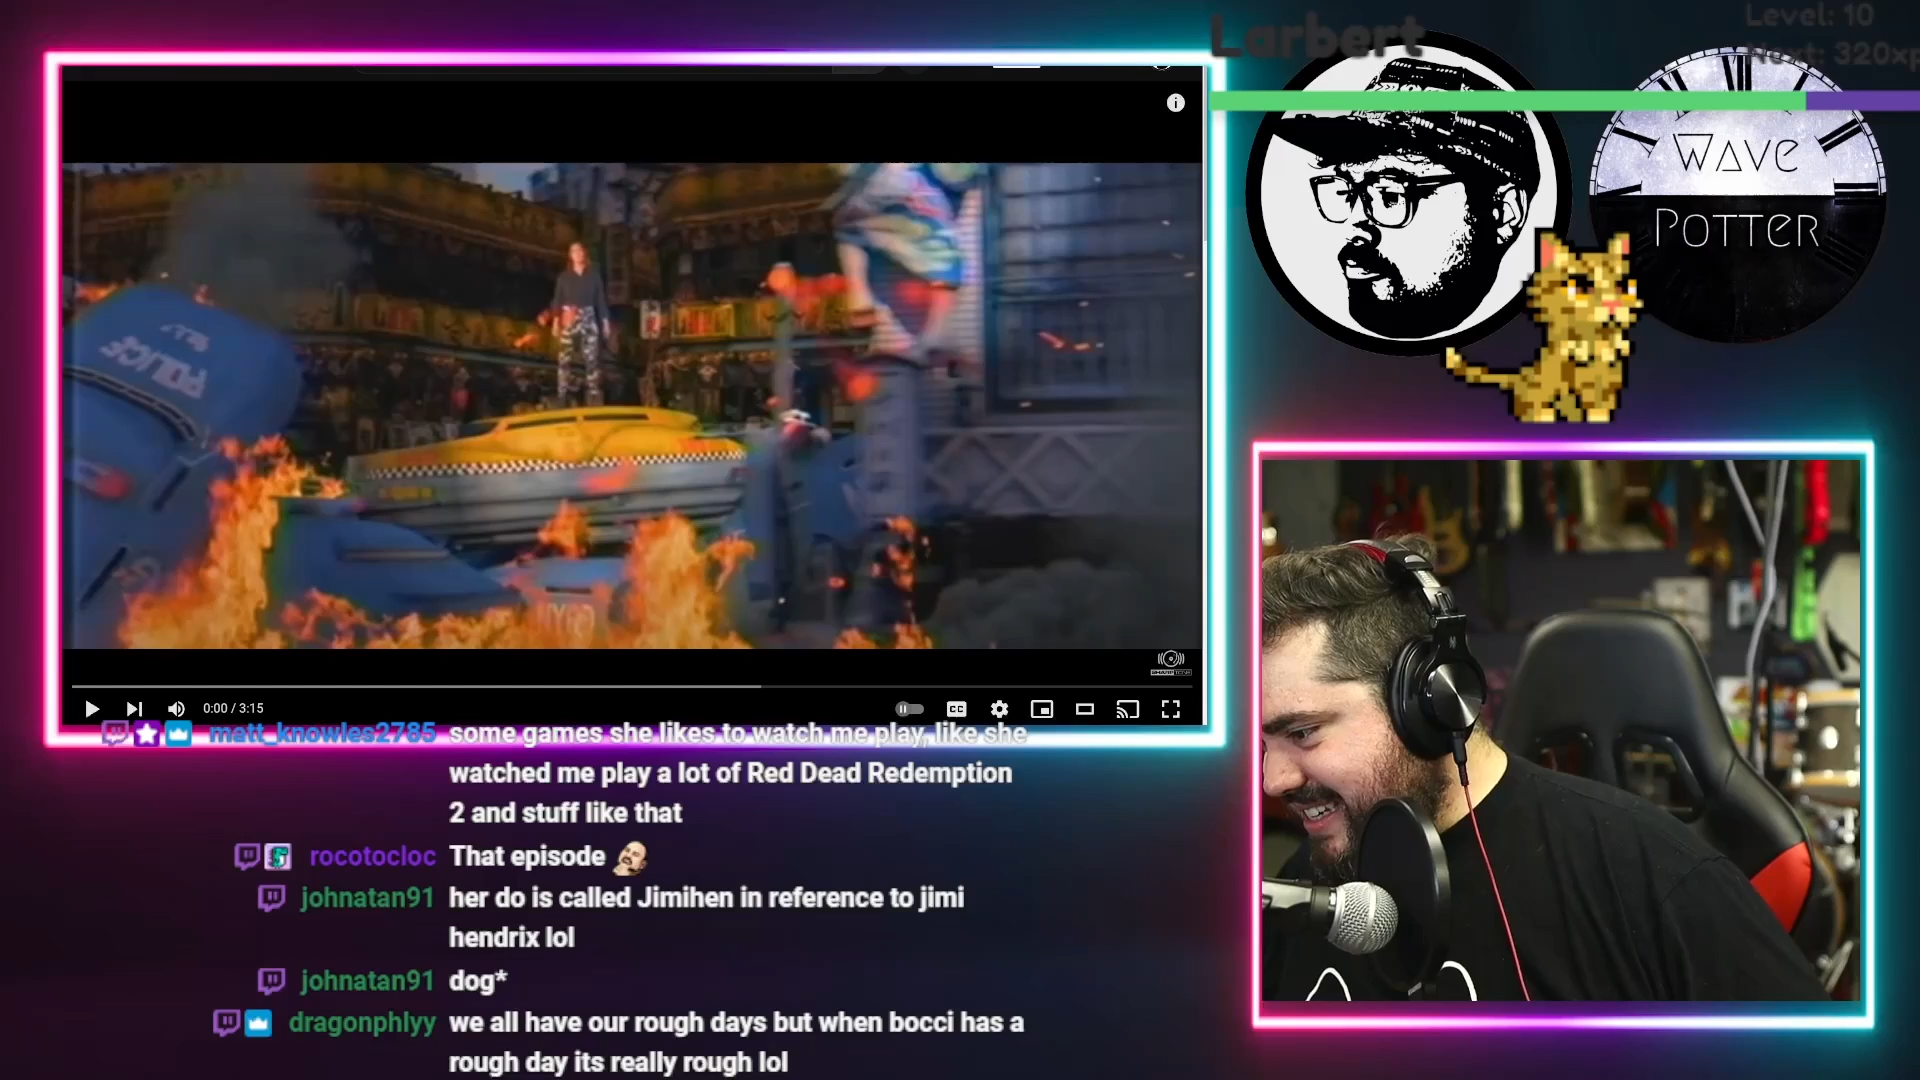 Larbert
Level: 10
Next: 320xp
WAVE
POTTER
POLICE
0:00 / 3:15
CC
matt_knowles2785 some games she likes to watch me play, like she
watched me play a lot of Red Dead Redemption
2 and stuff like that
rocotocloc That episode
johnatan91 her do is called Jimihen in reference to jimi
hendrix lol
johnatan91 dog*
dragonphlyy we all have our rough days but when bocci has a
rough day its really rough lol